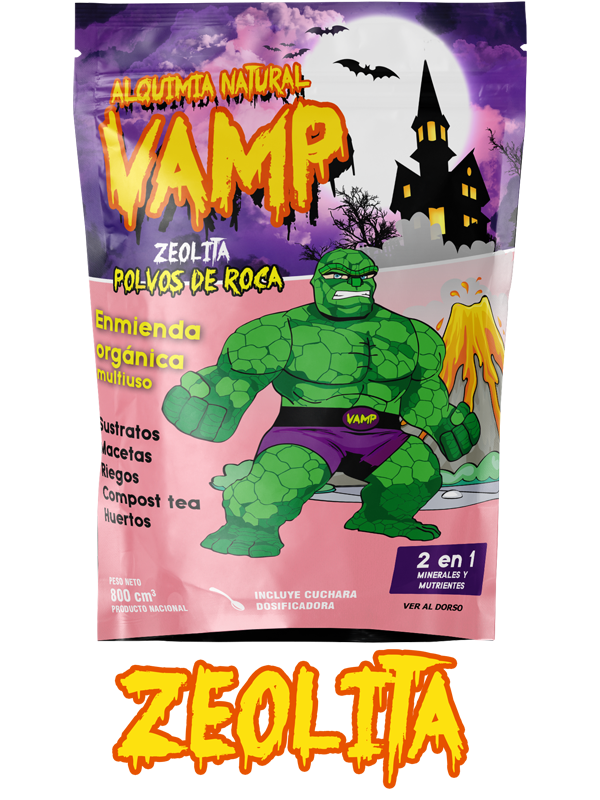 ALQUIMIA NATURAL
VAMP
ZEOLITA
POLVOS DE ROCA
Enmienda
orgánica
multiuso
VAMP
Sustratos
Macetas
Riegos
Compost tea
Huertos
2 en 1
MINERALES Y
NUTRIENTES
PESO NETO
800 cm³
PRODUCTO NACIONAL
INCLUYE CUCHARA
DOSIFICADORA
VER AL DORSO
ZEOLITA